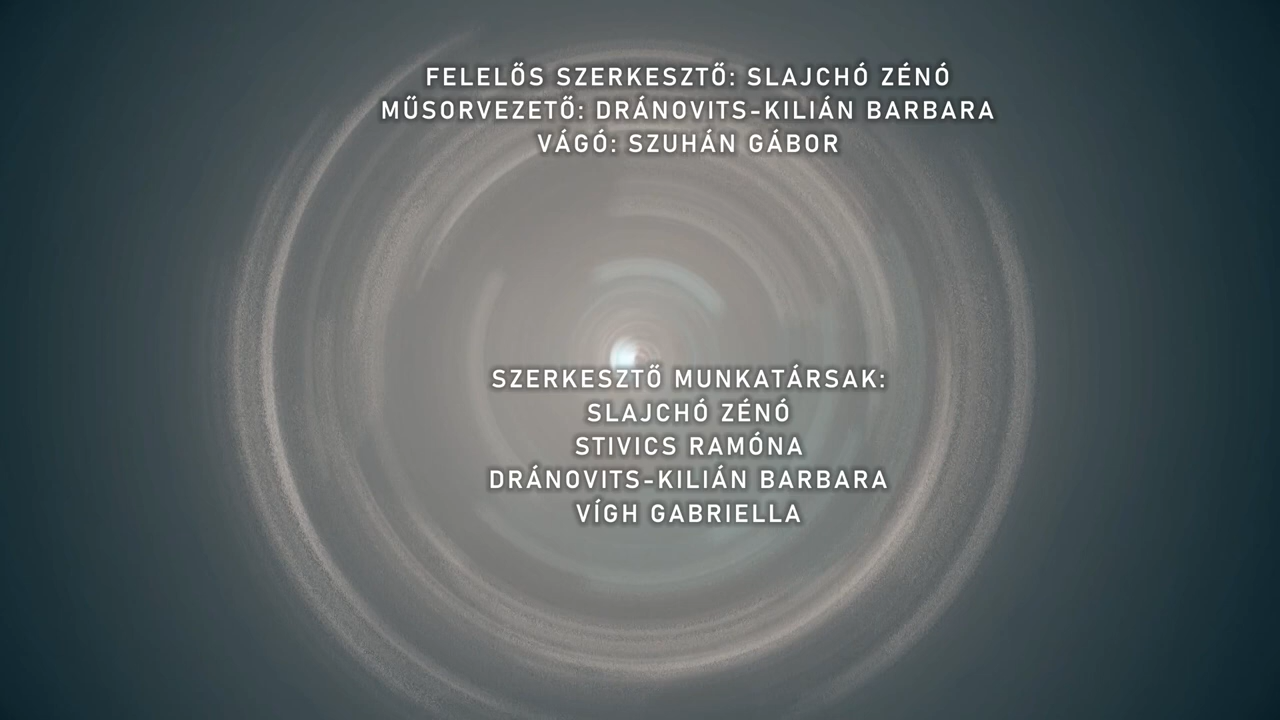 FELELŐS SZERKESZTŐ: SLAJCHÓ ZÉNÓ
MŰSORVEZETŐ: DRÁNOVITS-KILIÁN BARBARA
VÁGÓ: SZUHÁN GÁBOR
SZERKESZTŐ MUNKATÁRSAK:
SLAJCHÓ ZÉNÓ
STIVICS RAMÓNA
DRÁNOVITS-KILIÁN BARBARA
VÍGH GABRIELLA